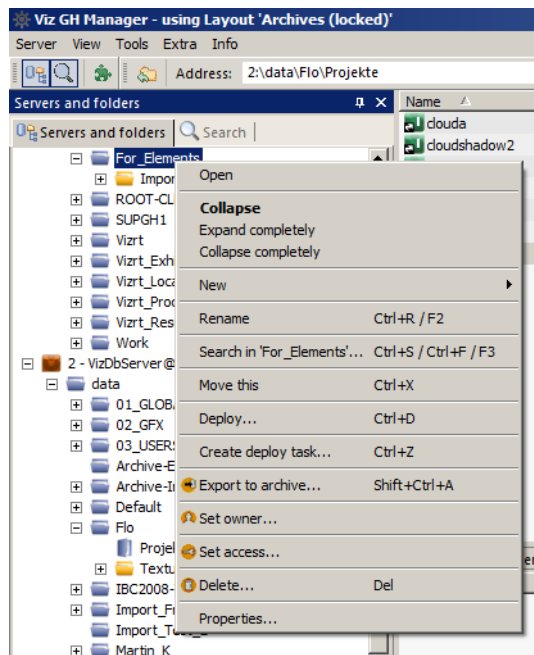 Viz GH Manager - using Layout 'Archives (locked)'
Server View Tools Extra Info
Address: 2:\data\Flo\Projekte
Servers and folders
Name
Servers and folders Search
clouda
cloudshadow2
For_Elements
Impor
ROOT-CL
SUPGH1
Vizrt
Vizrt_Exh
Vizrt_Loca
Vizrt_Prod
Vizrt_Res
Work
2 - VizDbServer@
data
01_GLOBA
02_GFX
03_USERS
Archive-E
Archive-I
Default
Flo
Projek
Textu
IBC2008-
Import_Fr
Import_T
Martin_K
Open
Collapse
Expand completely
Collapse completely
New
Rename Ctrl+R / F2
Search in 'For_Elements'... Ctrl+S / Ctrl+F / F3
Move this Ctrl+X
Deploy... Ctrl+D
Create deploy task... Ctrl+Z
Export to archive... Shift+Ctrl+A
Set owner...
Set access...
Delete... Del
Properties...